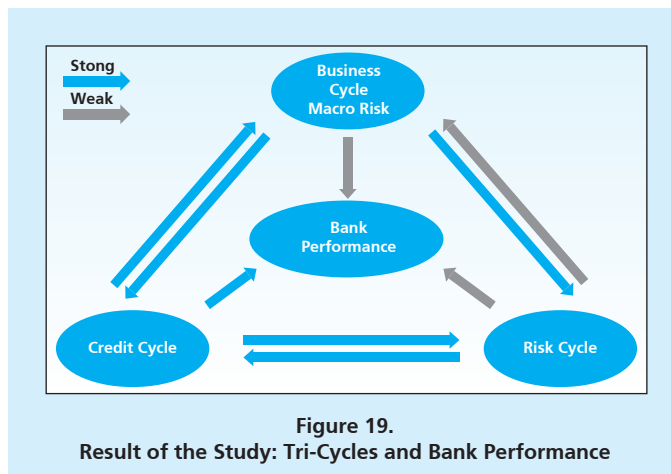 Stong
Weak
Business
Cycle
Macro Risk
Bank
Performance
Credit Cycle
Risk Cycle
Figure 19.
Result of the Study: Tri-Cycles and Bank Performance